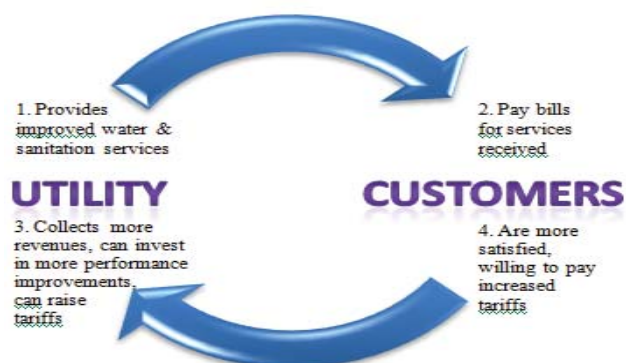 1. Provides
improved water &
sanitation services
2. Pay bills
for services
received
UTILITY
CUSTOMERS
3. Collects more
revenues, can invest
in more performance
improvements,
can raise
tariffs
4. Are more
satisfied,
willing to pay
increased
tariffs